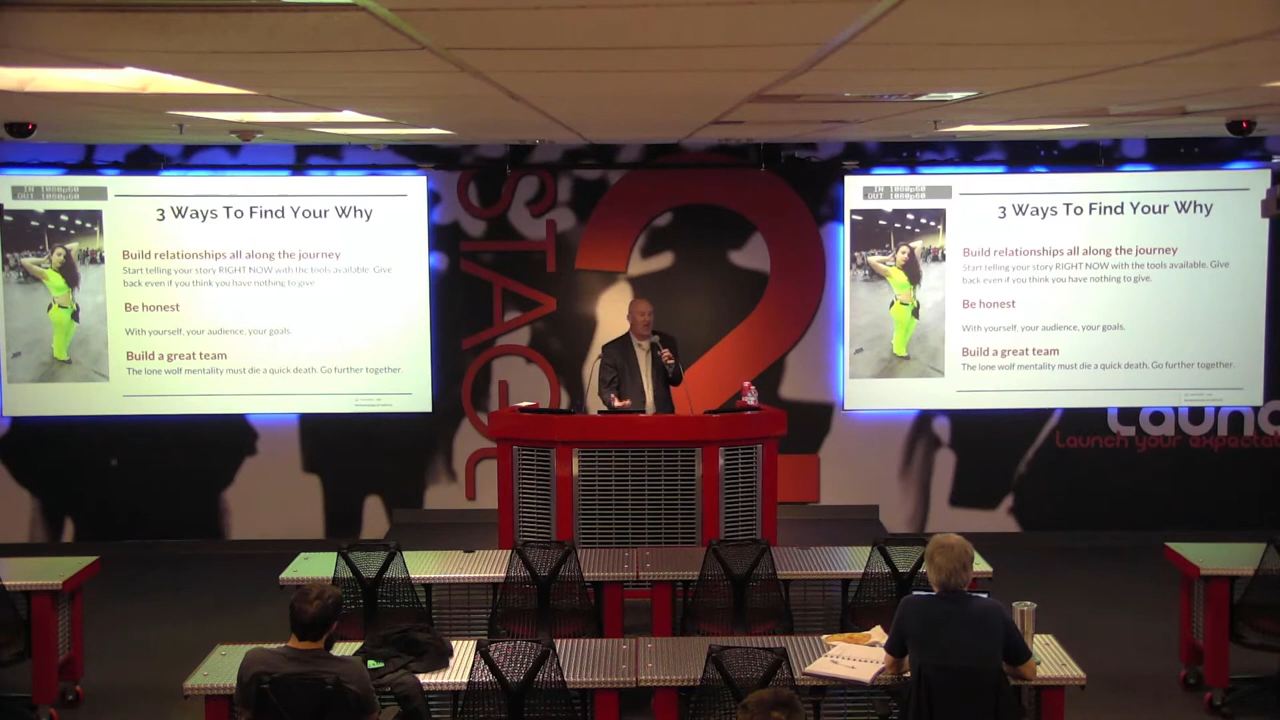 IN 1080p60
OUT 1080p60
3 Ways To Find Your Why
Build relationships all along the journey
Start telling your story RIGHT NOW with the tools available. Give
back even if you think you have nothing to give
Be honest
With yourself, your audience, your goals.
Build a great team
The lone wolf mentality must die a quick death. Go further together.
STAGE
2
IN 1080p60
OUT 1080p60
3 Ways To Find Your Why
Build relationships all along the journey
Start telling your story RIGHT NOW with the tools available. Give
back even if you think you have nothing to give.
Be honest
With yourself, your audience, your goals.
Build a great team
The lone wolf mentality must die a quick death. Go further together.
Launc
Launch your expecta